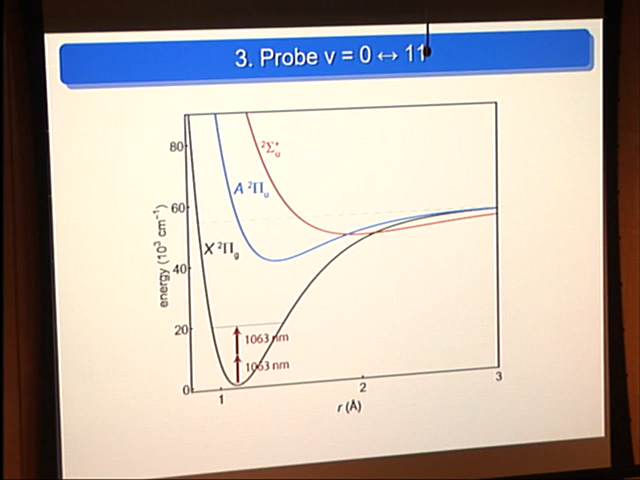 3. Probe v = 0 ↔ 11
80
60
40
20
0
energy (10³ cm⁻¹)
²Σ⁺ᵤ
A ²Πᵤ
X ²Πg
1063 nm
1063 nm
1
2
3
r (Å)